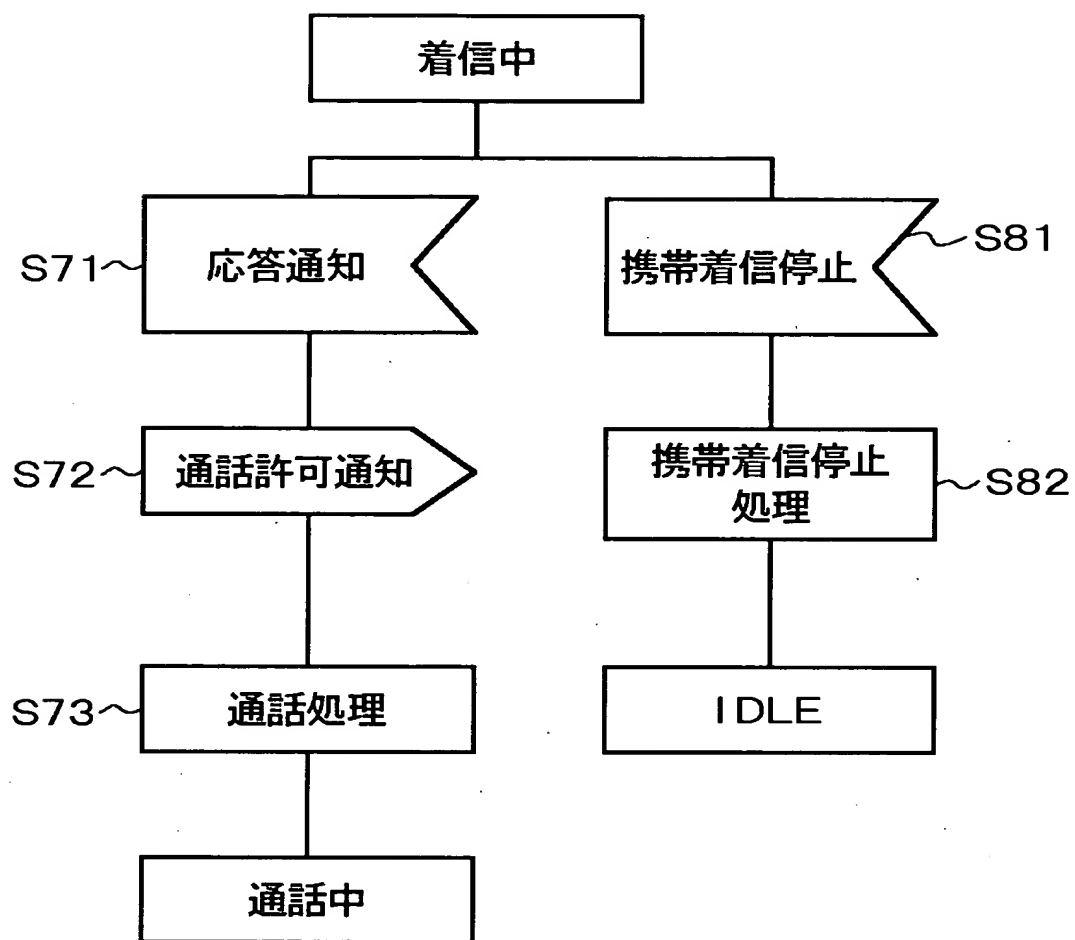 着信中
S71
応答通知
携帯着信停止
S81
S72
通話許可通知
携帯着信停止
処理
S82
S73
通話処理
IDLE
通話中